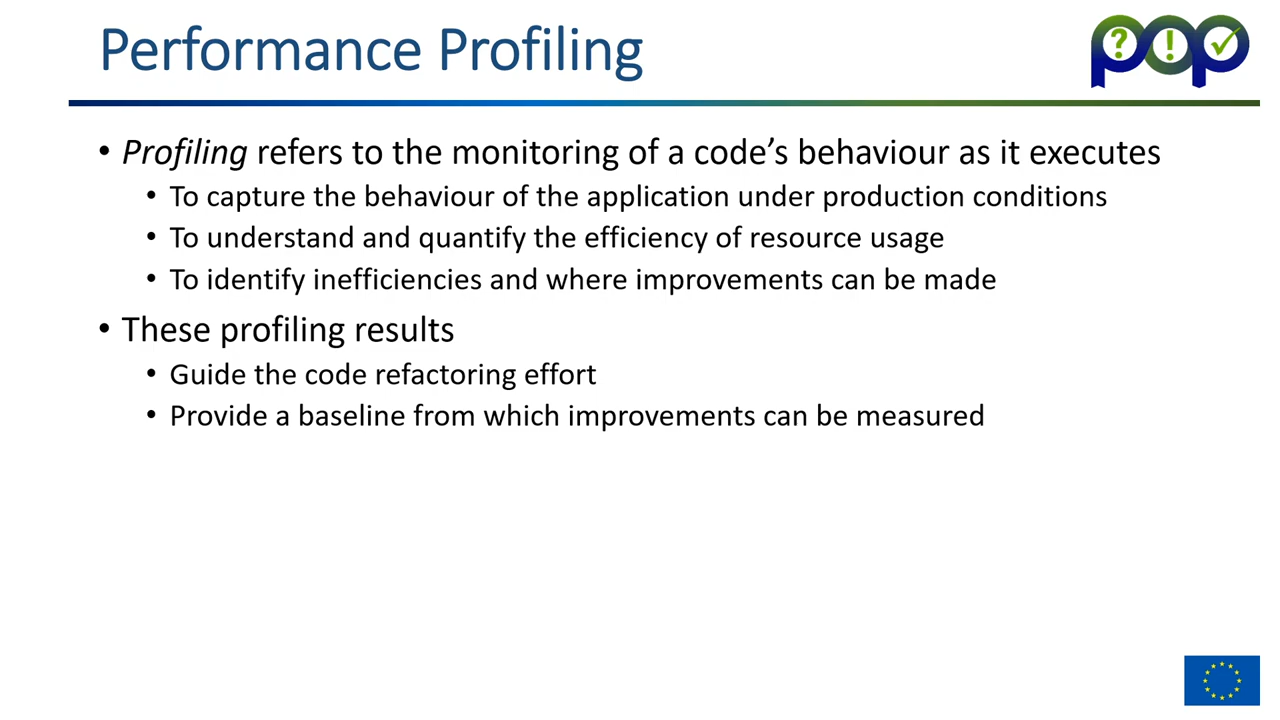 Performance Profiling
pop
? ! ✓
• Profiling refers to the monitoring of a code’s behaviour as it executes
• To capture the behaviour of the application under production conditions
• To understand and quantify the efficiency of resource usage
• To identify inefficiencies and where improvements can be made
• These profiling results
• Guide the code refactoring effort
• Provide a baseline from which improvements can be measured